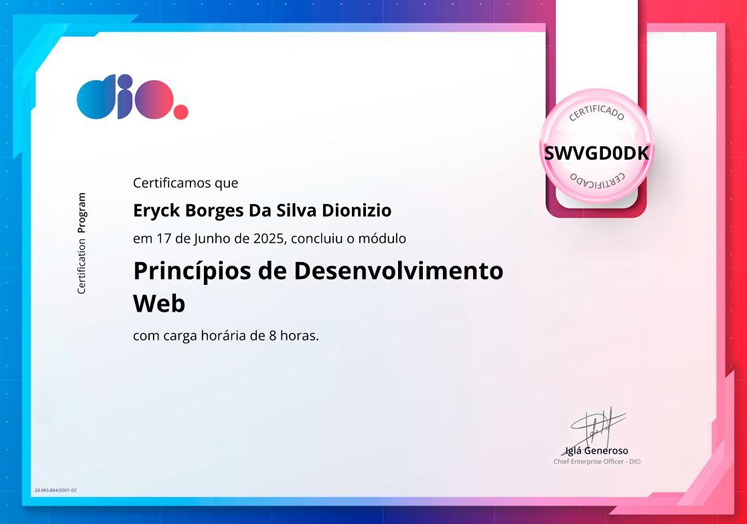 dio.
CERTIFICADO
SWVGD0DK
CERTIFICADO
Certification Program
Certificamos que
Eryck Borges Da Silva Dionizio
em 17 de Junho de 2025, concluiu o módulo
Princípios de Desenvolvimento
Web
com carga horária de 8 horas.
Iglá Generoso
Chief Enterprise Officer - DIO
26.965.884/0001-02